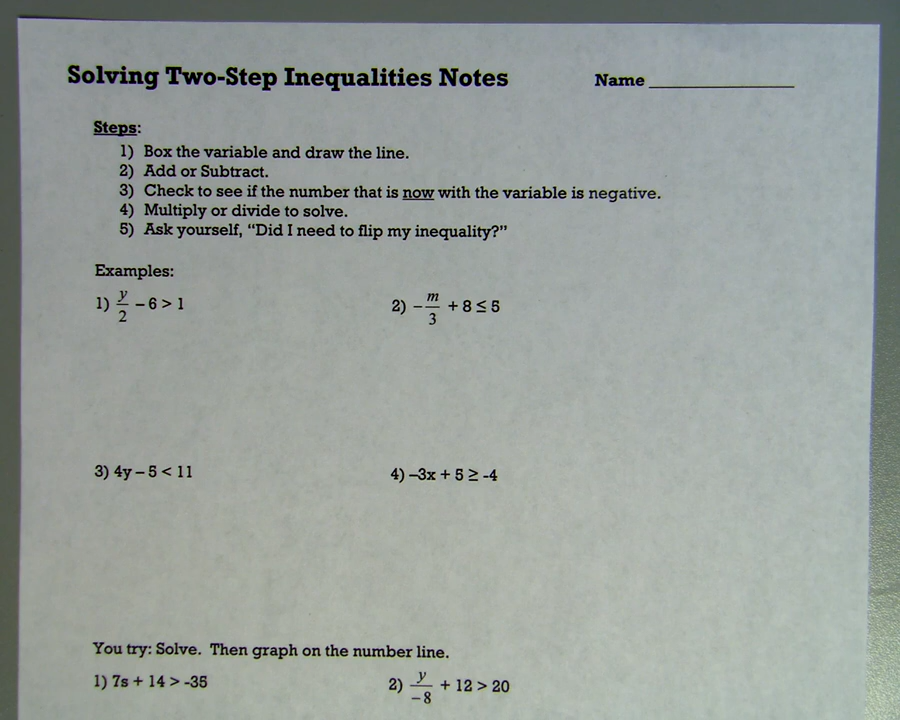 Solving Two-Step Inequalities Notes Name ______________
Steps:
1) Box the variable and draw the line.
2) Add or Subtract.
3) Check to see if the number that is now with the variable is negative.
4) Multiply or divide to solve.
5) Ask yourself, “Did I need to flip my inequality?”
Examples:
1) y/2 – 6 > 1 2) –m/3 + 8 ≤ 5
3) 4y – 5 < 11 4) –3x + 5 ≥ -4
You try: Solve. Then graph on the number line.
1) 7s + 14 > -35 2) y/–8 + 12 > 20